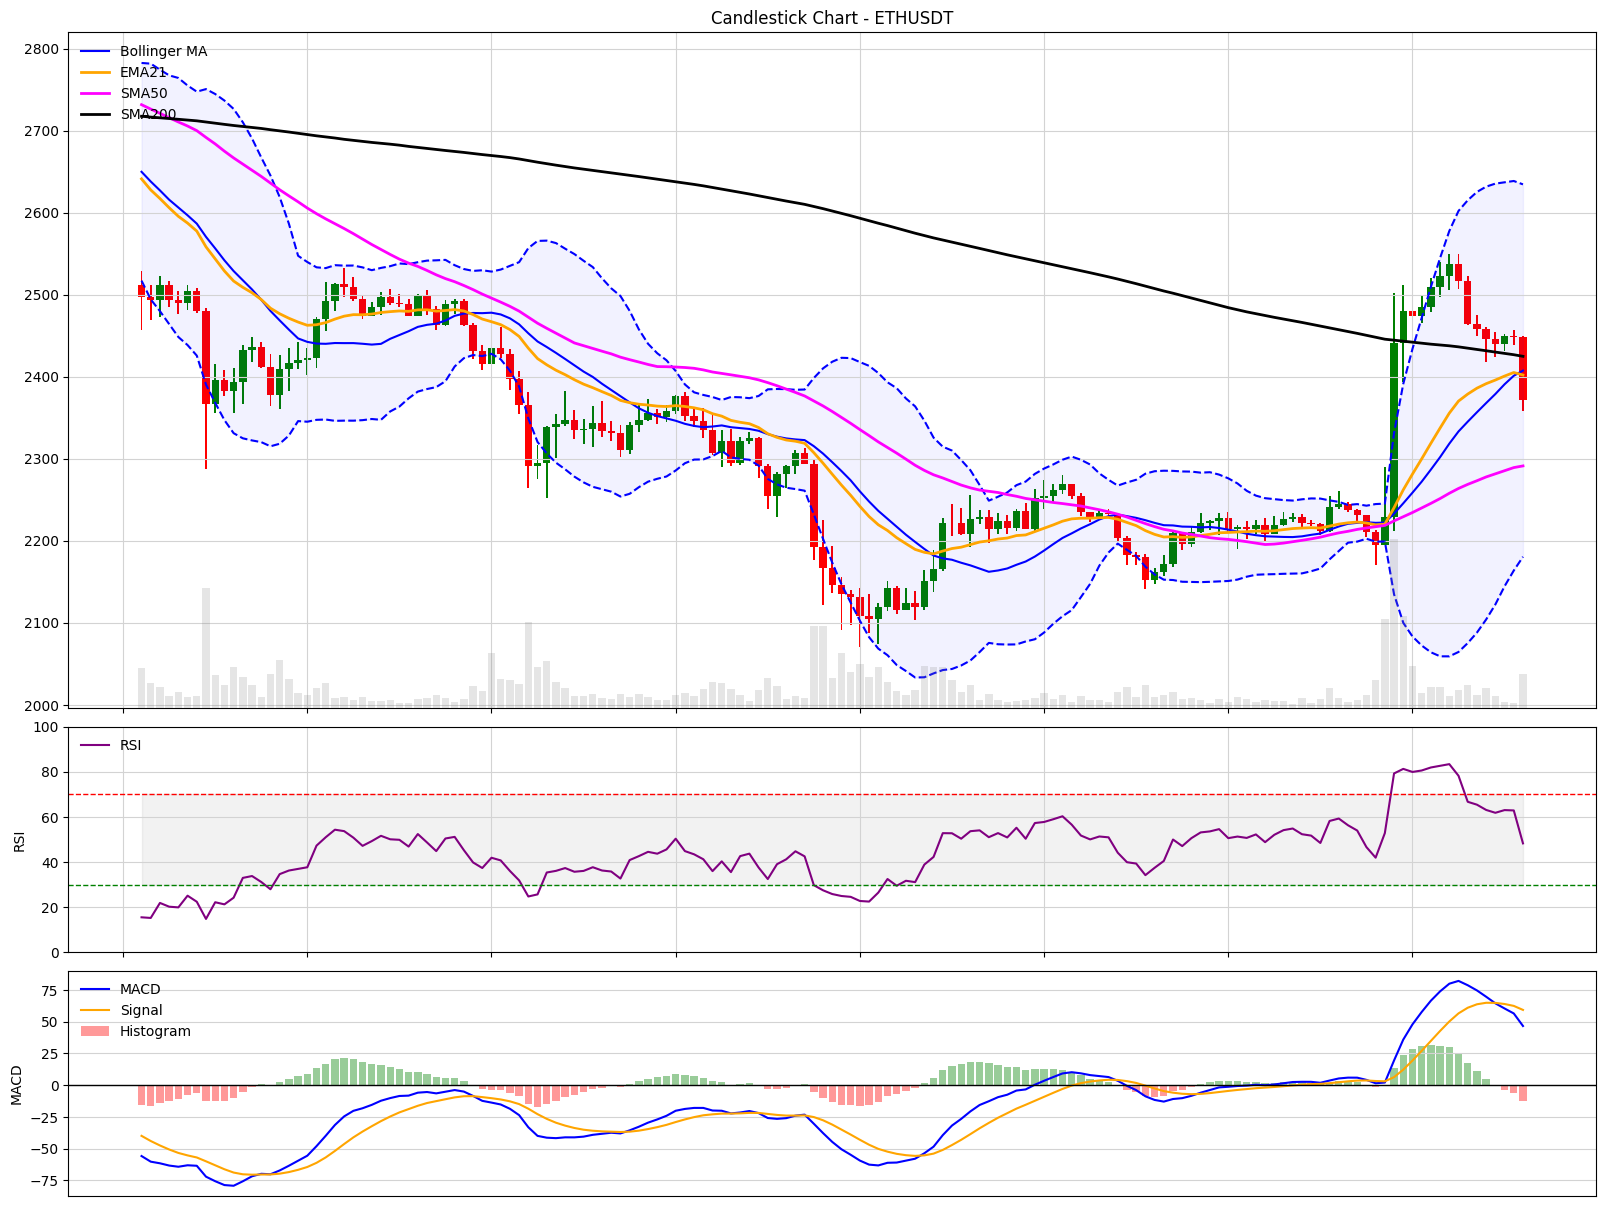 Candlestick Chart - ETHUSDT
2800
2700
2600
2500
2400
2300
2200
2100
2000
Bollinger MA
EMA21
SMA50
SMA200
100
80
60
40
20
0
RSI
RSI
75
50
25
0
−25
−50
−75
MACD
MACD
Signal
Histogram